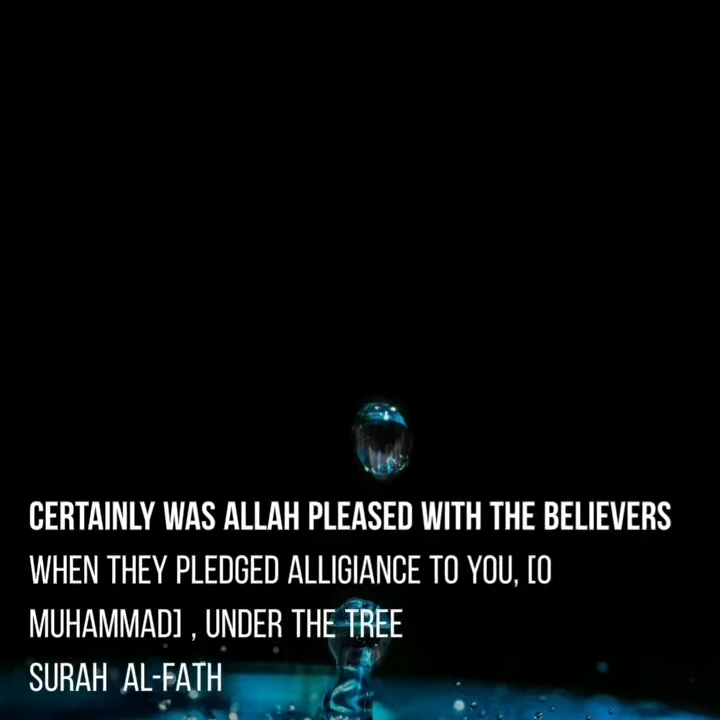 CERTAINLY WAS ALLAH PLEASED WITH THE BELIEVERS
WHEN THEY PLEDGED ALLIGIANCE TO YOU, [O
MUHAMMAD] , UNDER THE TREE
SURAH AL-FATH